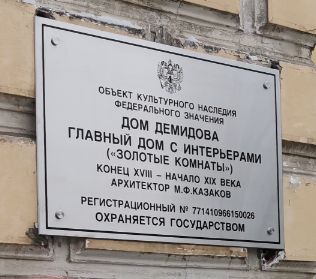 ОБЪЕКТ КУЛЬТУРНОГО НАСЛЕДИЯ
ФЕДЕРАЛЬНОГО ЗНАЧЕНИЯ
ДОМ ДЕМИДОВА
ГЛАВНЫЙ ДОМ С ИНТЕРЬЕРАМИ
(«ЗОЛОТЫЕ КОМНАТЫ»)
КОНЕЦ XVIII – НАЧАЛО XIX ВЕКА
АРХИТЕКТОР М.Ф.КАЗАКОВ
РЕГИСТРАЦИОННЫЙ № 771410966150026
ОХРАНЯЕТСЯ ГОСУДАРСТВОМ